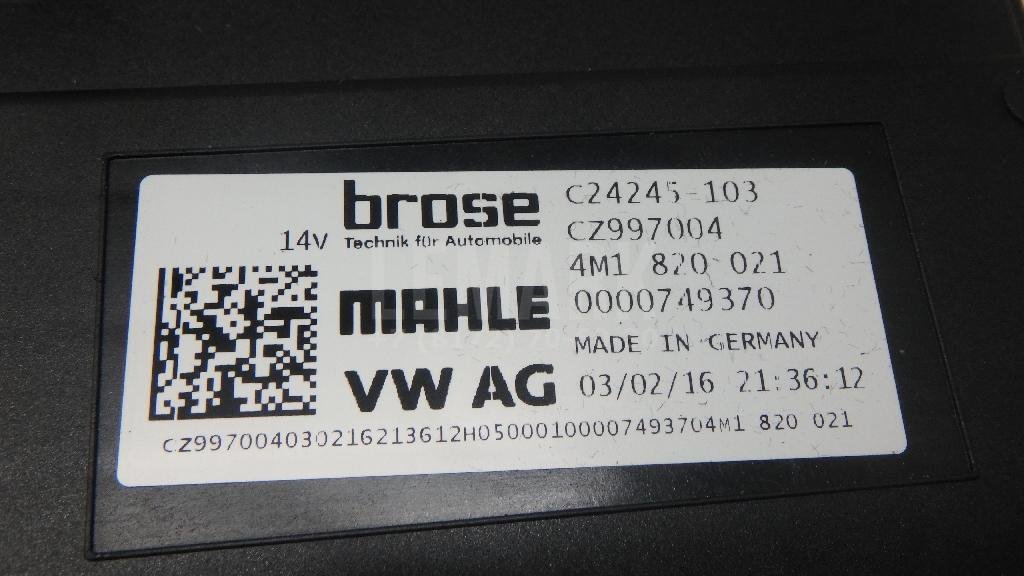 brose
Technik für Automobile
14V
MAHLE
VW AG
C24245-103
CZ997004
4M1 820 021
0000749370
MADE IN GERMANY
03/02/16 21:36:12
CZ997004030216213612H05000100007493704M1 820 021